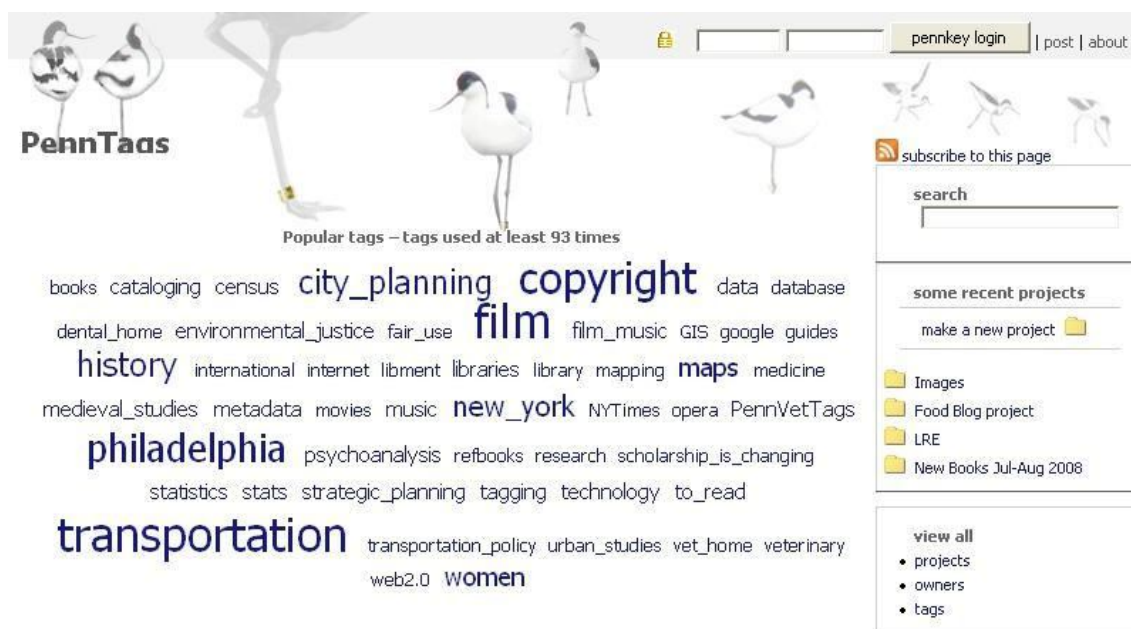 pennkey login | post | about
PennTags
subscribe to this page
search
Popular tags – tags used at least 93 times
books cataloging census city_planning copyright data database
dental_home environmental_justice fair_use film film_music GIS google guides
history international internet libment libraries library mapping maps medicine
medieval_studies metadata movies music new_york NYTimes opera PennVetTags
philadelphia psychoanalysis refbooks research scholarship_is_changing
statistics stats strategic_planning tagging technology to_read
transportation transportation_policy urban_studies vet_home veterinary
web2.0 women
some recent projects
make a new project
Images
Food Blog project
LRE
New Books Jul-Aug 2008
view all
• projects
• owners
• tags